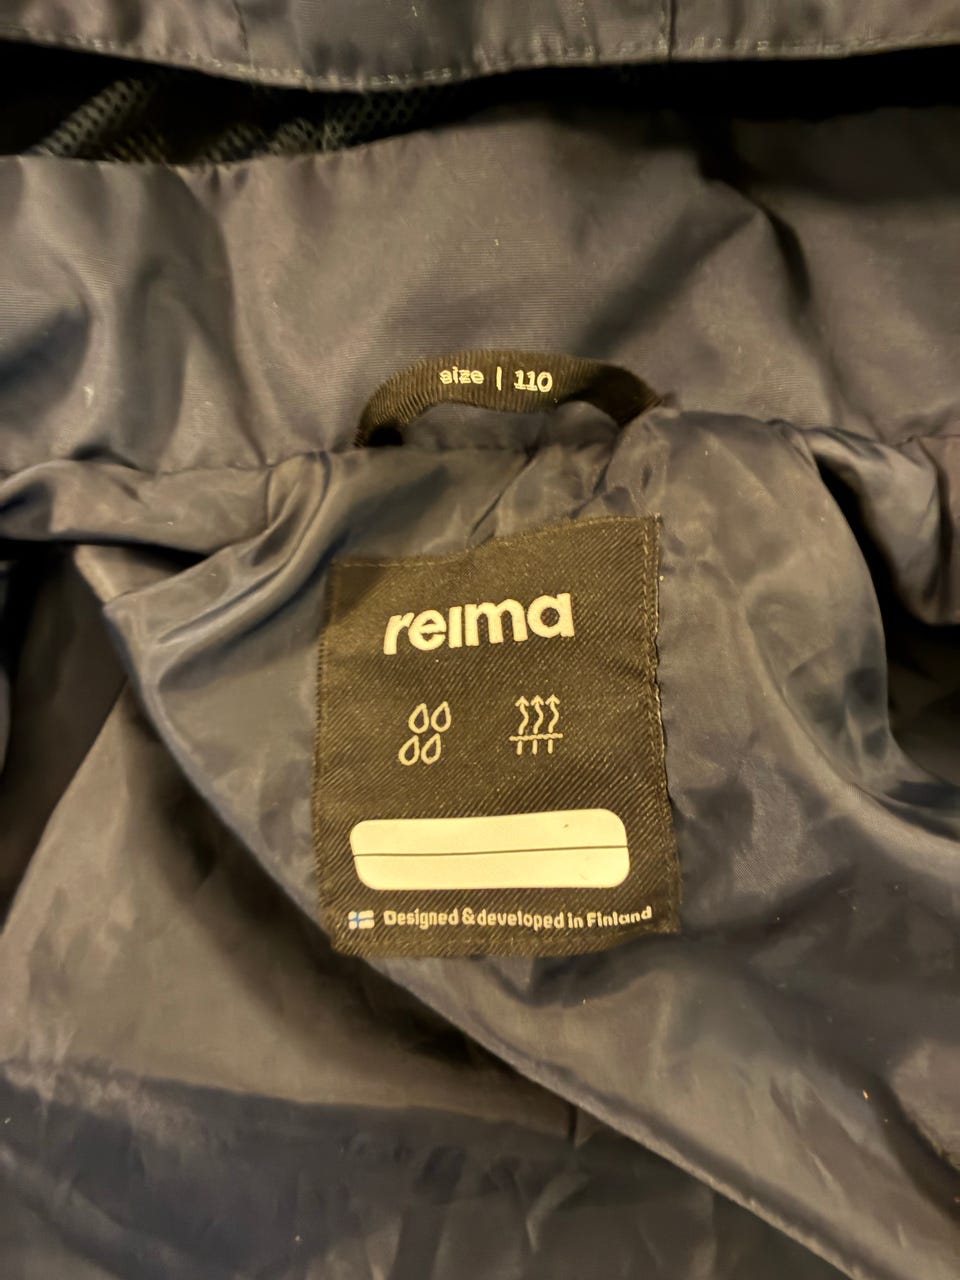 size | 110
reima
Designed & developed in Finland